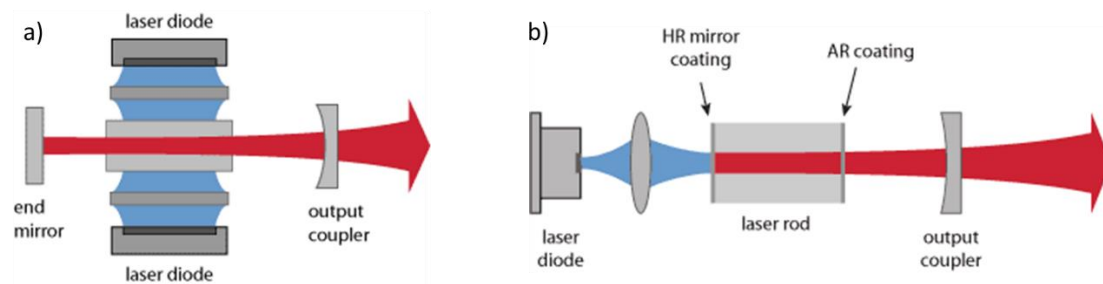 a)
laser diode
end
mirror
output
coupler
laser diode
b)
HR mirror
coating
AR coating
laser
diode
laser rod
output
coupler